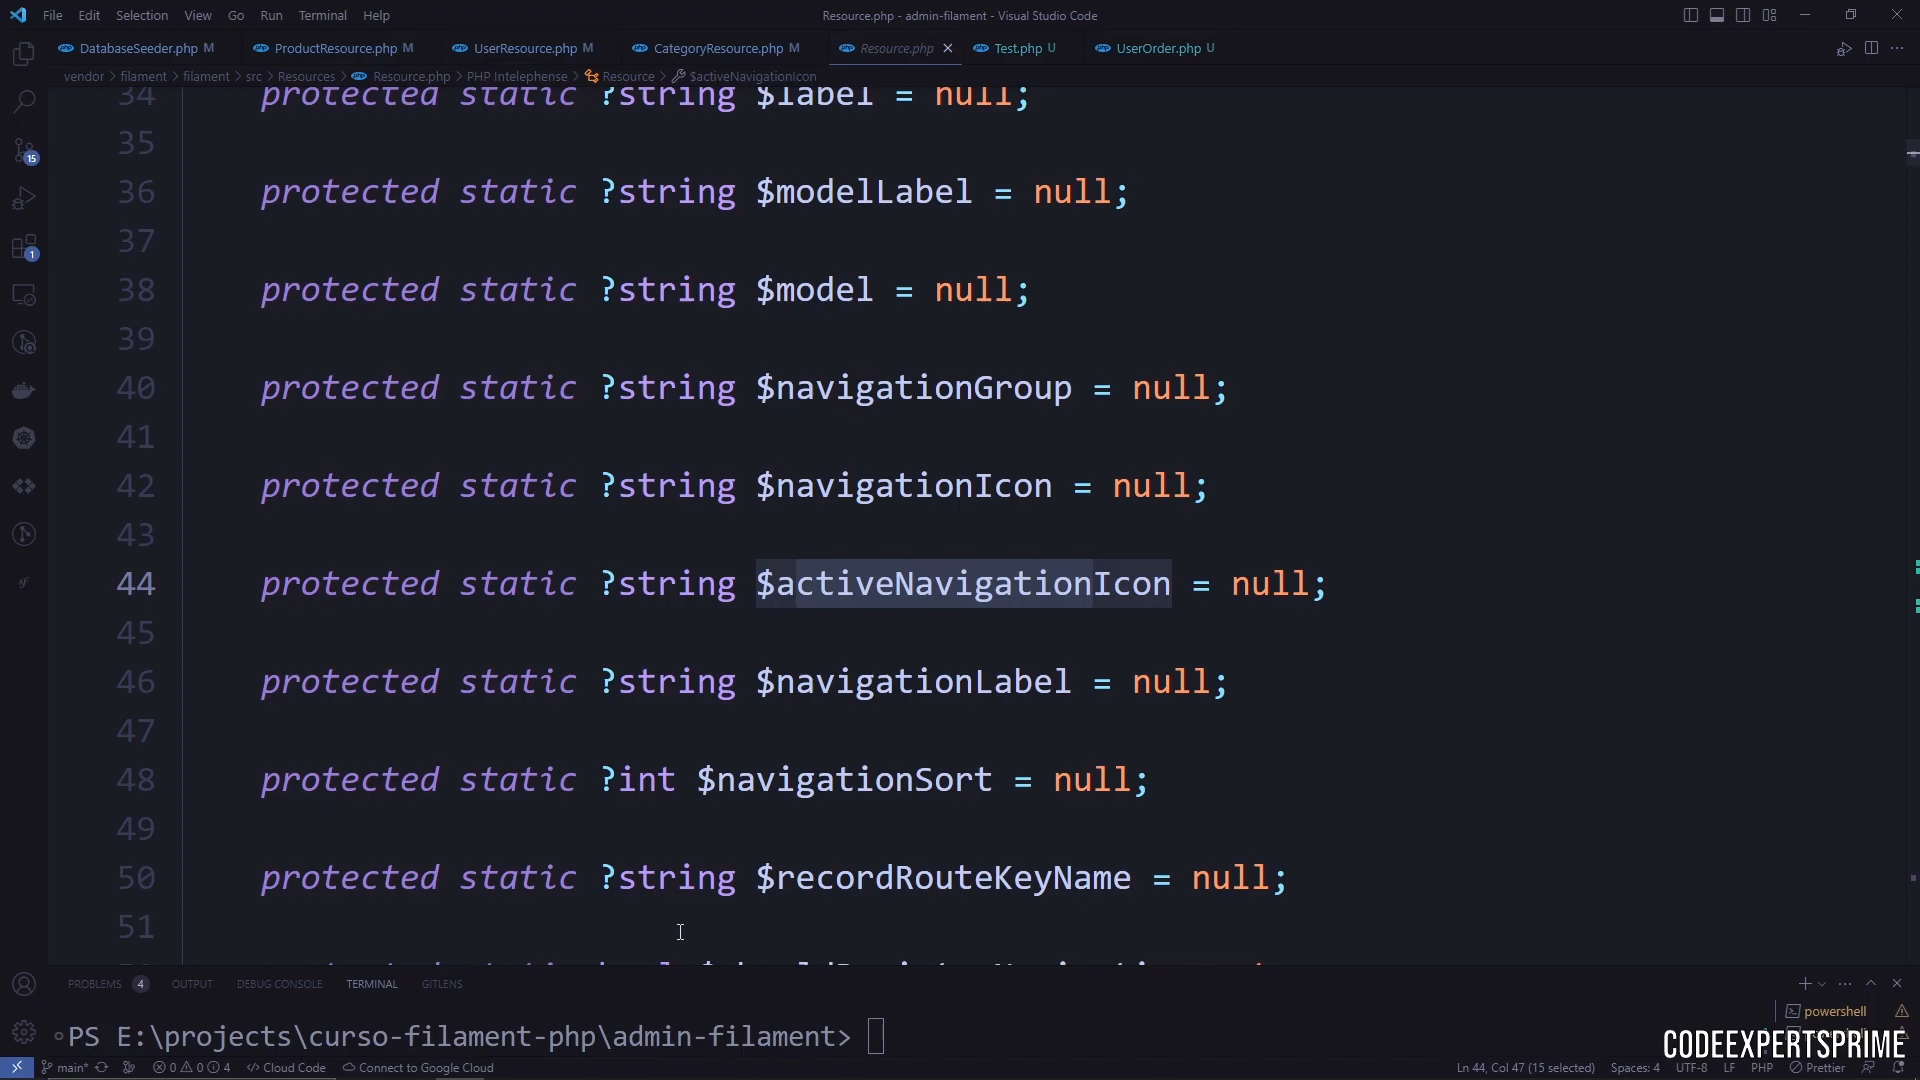 File Edit Selection View Go Run Terminal Help
Resource.php - admin-filament - Visual Studio Code
DatabaseSeeder.php M ProductResource.php M UserResource.php M CategoryResource.php M Resource.php Test.php U UserOrder.php U
vendor > filament > filament > src > Resources > Resource.php > PHP Intelephense > Resource > $activeNavigationIcon
34 protected static ?string $label = null;
35
36 protected static ?string $modelLabel = null;
37
38 protected static ?string $model = null;
39
40 protected static ?string $navigationGroup = null;
41
42 protected static ?string $navigationIcon = null;
43
44 protected static ?string $activeNavigationIcon = null;
45
46 protected static ?string $navigationLabel = null;
47
48 protected static ?int $navigationSort = null;
49
50 protected static ?string $recordRouteKeyName = null;
51
15
1
PROBLEMS 4 OUTPUT DEBUG CONSOLE TERMINAL GITLENS
PS E:\projects\curso-filament-php\admin-filament>
powershell
CODEEXPERTSPRIME
main* 0 0 4 Cloud Code Connect to Google Cloud
Ln 44, Col 47 (15 selected) Spaces: 4 UTF-8 LF PHP Prettier